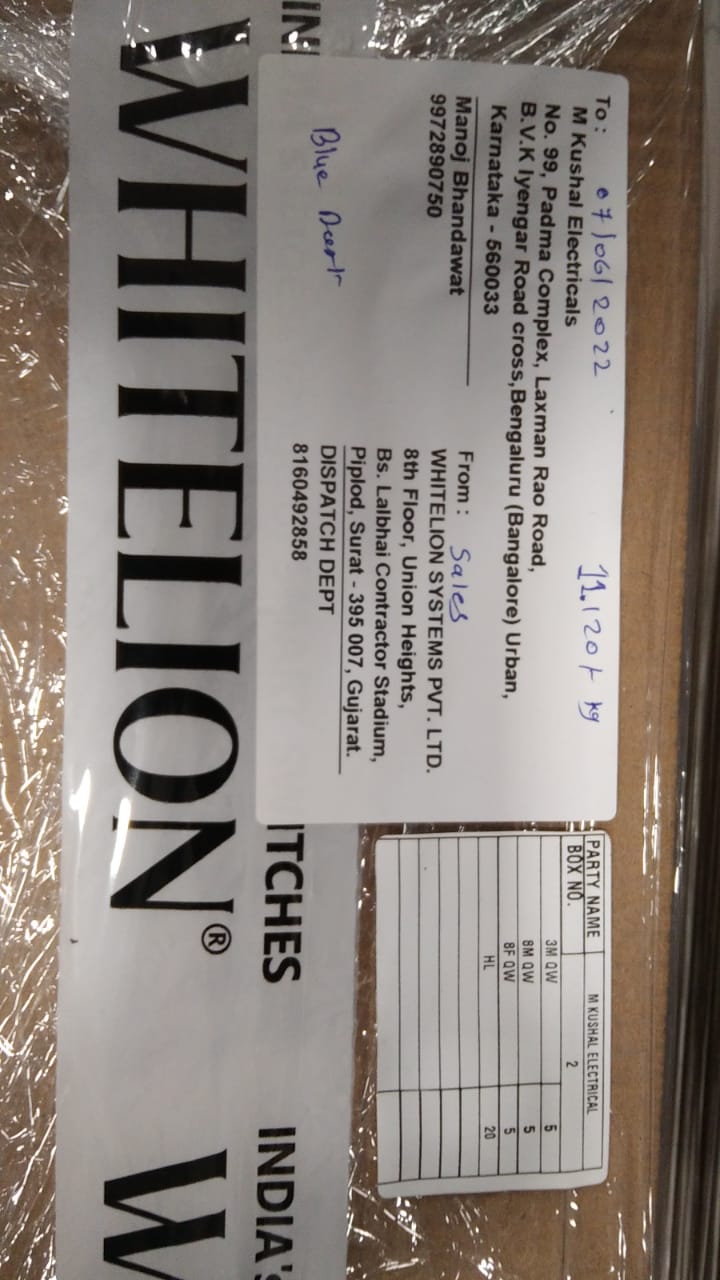 To: 07/06/2022 11.120/- kg
M Kushal Electricals
No. 99, Padma Complex, Laxman Rao Road,
B.V.K Iyengar Road cross,Bengaluru (Bangalore) Urban,
Karnataka - 560033
Manoj Bhandawat
9972890750
Blue Dart
From : Sales
WHITELION SYSTEMS PVT. LTD.
8th Floor, Union Heights,
Bs. Lalbhai Contractor Stadium,
Piplod, Surat - 395 007, Gujarat.
DISPATCH DEPT
8160492858
PARTY NAME M KUSHAL ELECTRICAL
BOX NO. 2
3M QW 5
8M QW 5
8F QW 5
HL 20
ITCHES INDIA'S
WHITELION® W